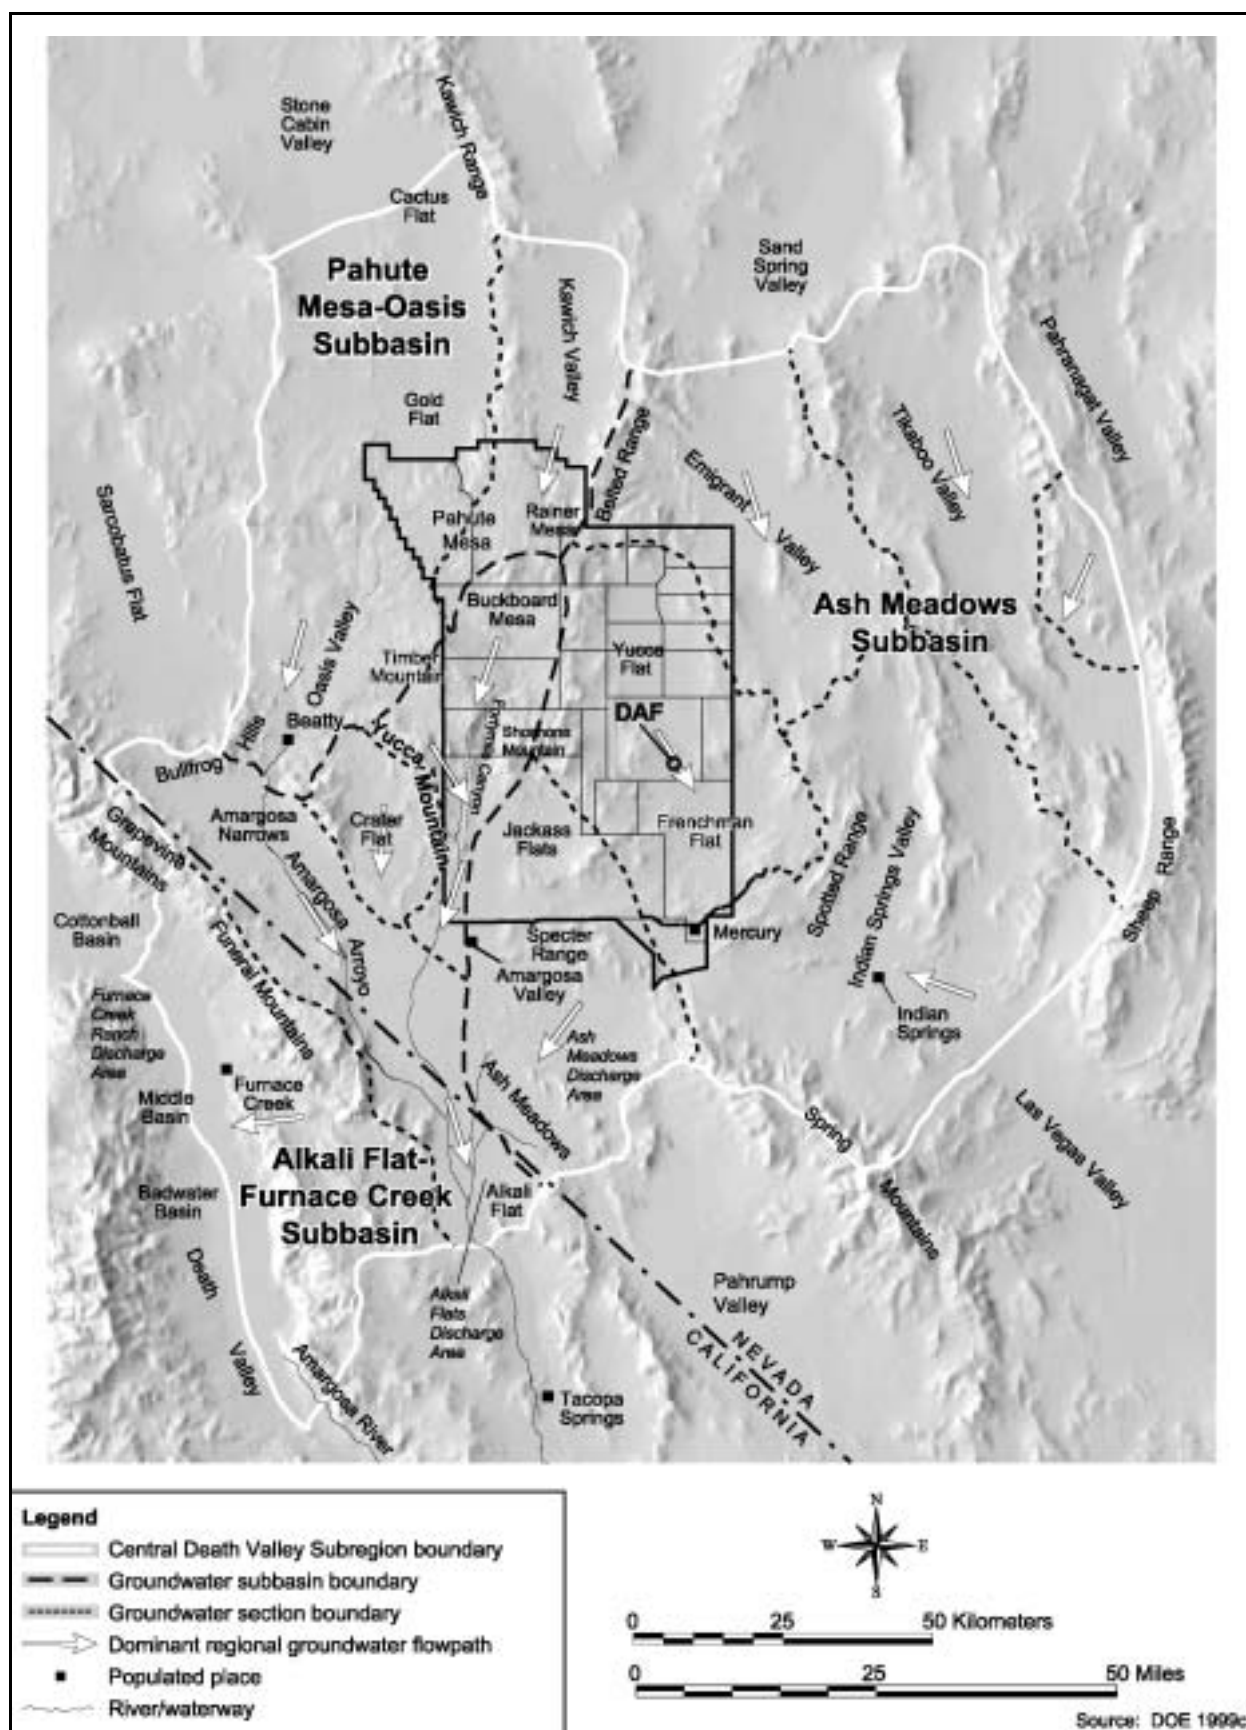 Stone
Cabin
Valley
Kawich Ranga
Cactus
Flat
Sand
Spring
Valley
Pahute
Mesa-Oasis
Subbasin
Kawich Valley
Pahranagat Valley
Gold
Flat
Belted Range
Tikaboo Valley
Emigrant
Valley
Sarcobatus Flat
Pahute
Mesa
Rainer
Mesa
Ash Meadows
Subbasin
Buckboard
Mesa
Oasis Valley
Timber
Mountain
Yucca
Flat
Beatty
Yucca
Mountain
Fortymile Canyon
Shoshone
Mountain
DAF
Bullfrog
Hills
Amargosa
Narrows
Crater
Flat
Jackass
Flats
Frenchman
Flat
Grapevine
Mountains
Amargosa
Arroyo
Spotted Range
Indian Springs Valley
Sheep Range
Cottonball
Basin
Funeral Mountains
Specter
Range
Mercury
Amargosa
Valley
Indian
Springs
Furnace
Creek
Ranch
Discharge
Area
Ash
Meadows
Discharge
Area
Furnace
Creek
Middle
Basin
Ash Meadows
Spring
Mountains
Las Vegas Valley
Alkali Flat-
Furnace Creek
Subbasin
Alkali
Flat
Badwater
Basin
Death
Valley
Alkali
Flats
Discharge
Area
Pahrump
Valley
NEVADA
CALIFORNIA
Amargosa River
Tacopa
Springs
Legend
Central Death Valley Subregion boundary
Groundwater subbasin boundary
Groundwater section boundary
Dominant regional groundwater flowpath
Populated place
River/waterway
N
W E
S
0 25 50 Kilometers
0 25 50 Miles
Source: DOE 1999c